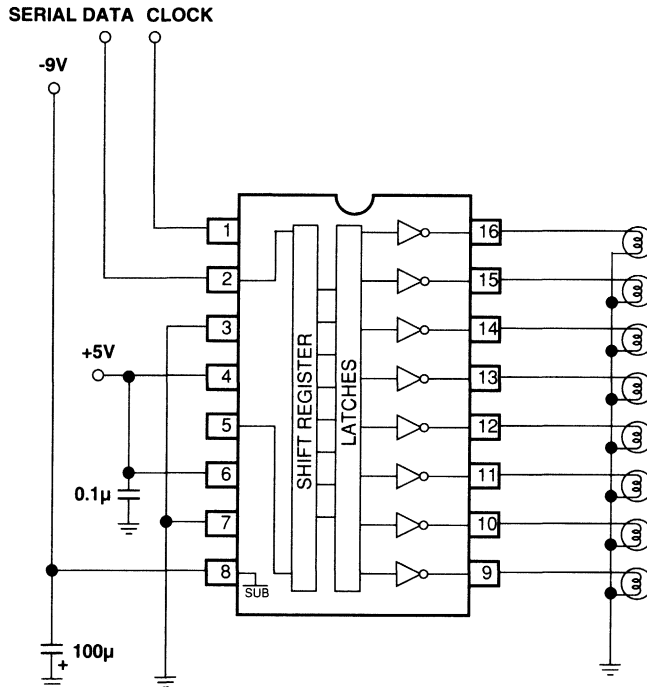 SERIAL DATA CLOCK
-9V
1 16
2 15
3 14
+5V
4 13
5 12
6 11
0.1µ
7 10
8 9
SUB
100µ
+
SHIFT REGISTER
LATCHES